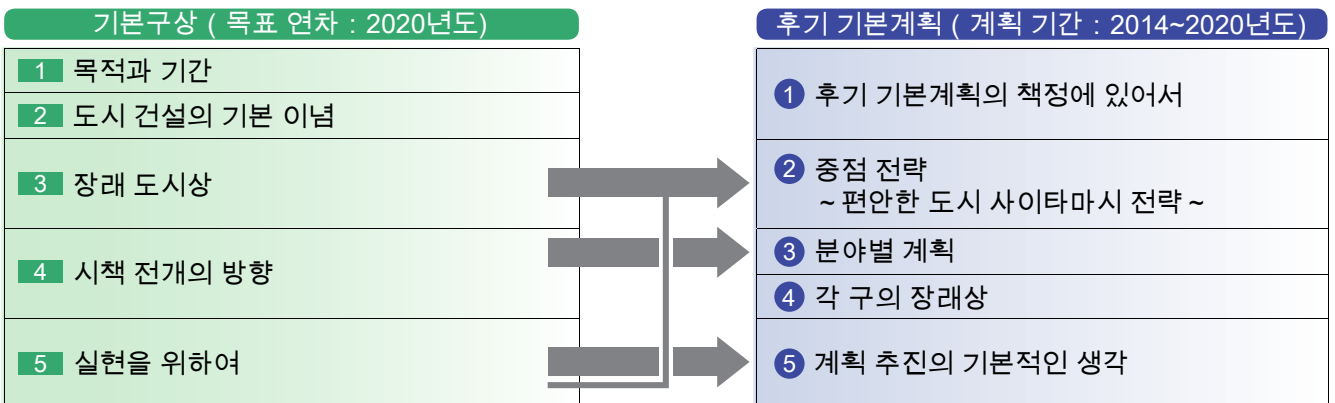 기본구상 ( 목표 연차 : 2020년도)
1 목적과 기간
2 도시 건설의 기본 이념
3 장래 도시상
4 시책 전개의 방향
5 실현을 위하여
후기 기본계획 ( 계획 기간 : 2014~2020년도)
1 후기 기본계획의 책정에 있어서
2 중점 전략
~ 편안한 도시 사이타마시 전략 ~
3 분야별 계획
4 각 구의 장래상
5 계획 추진의 기본적인 생각